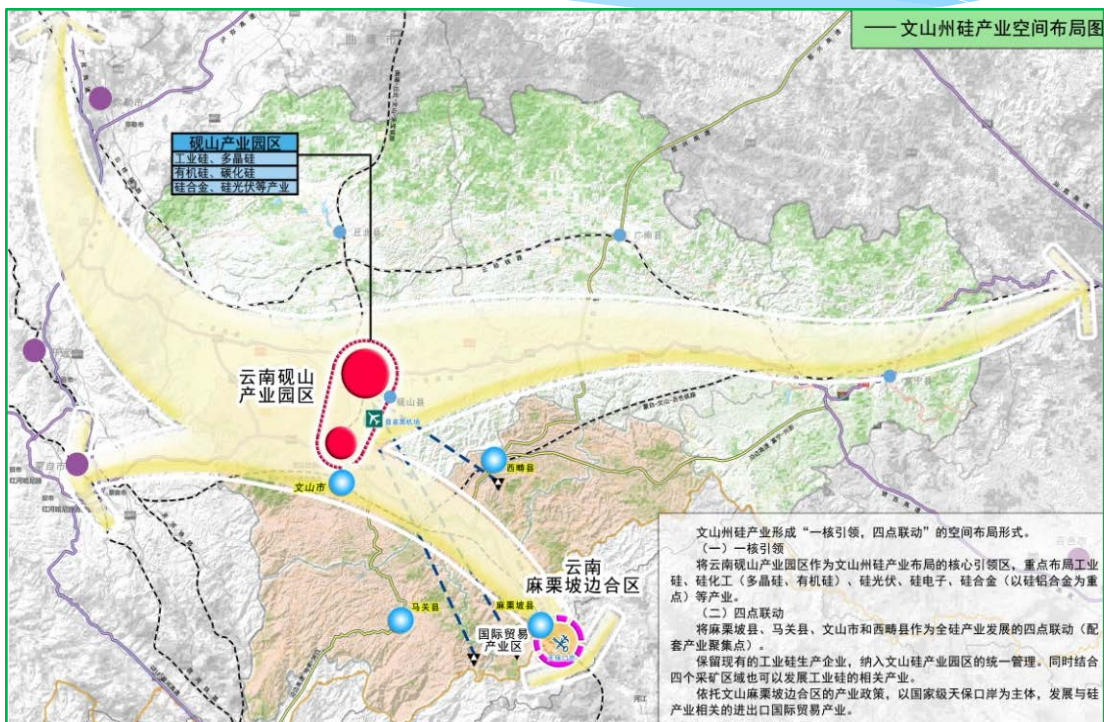 —— 文山州硅产业空间布局图
砚山产业园区
工业硅、多晶硅
有机硅、碳化硅
硅合金、硅光伏等产业
丘北县
广南县
云南砚山
产业园区
砚山县
富宁县
蒙自市
文山市
西畴县
马关县
麻栗坡县
云南
麻栗坡边合区
国际贸易
产业区
文山州硅产业形成“一核引领，四点联动”的空间布局形式。
（一）一核引领
将云南砚山产业园区作为文山州硅产业布局的核心引领区，重点布局工业
硅、硅化工（多晶硅、有机硅）、硅光伏、硅电子、硅合金（以硅铝合金为重
点）等产业。
（二）四点联动
将麻栗坡县、马关县、文山市和西畴县作为全硅产业发展的四点联动（配
套产业聚集点）。
保留现有的工业硅生产企业，纳入文山硅产业园区的统一管理。同时结合
四个采矿区域也可以发展工业硅的相关产业。
依托文山麻栗坡边合区的产业政策，以国家级天保口岸为主体，发展与硅
产业相关的进出口国际贸易产业。